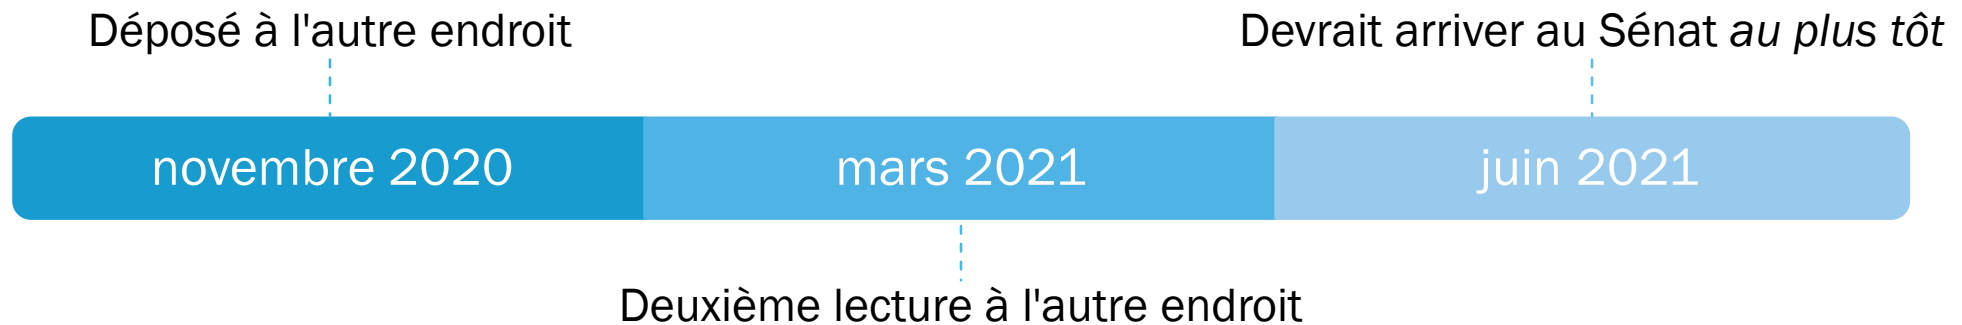 Déposé à l'autre endroit
Devrait arriver au Sénat au plus tôt
novembre 2020
mars 2021
juin 2021
Deuxième lecture à l'autre endroit